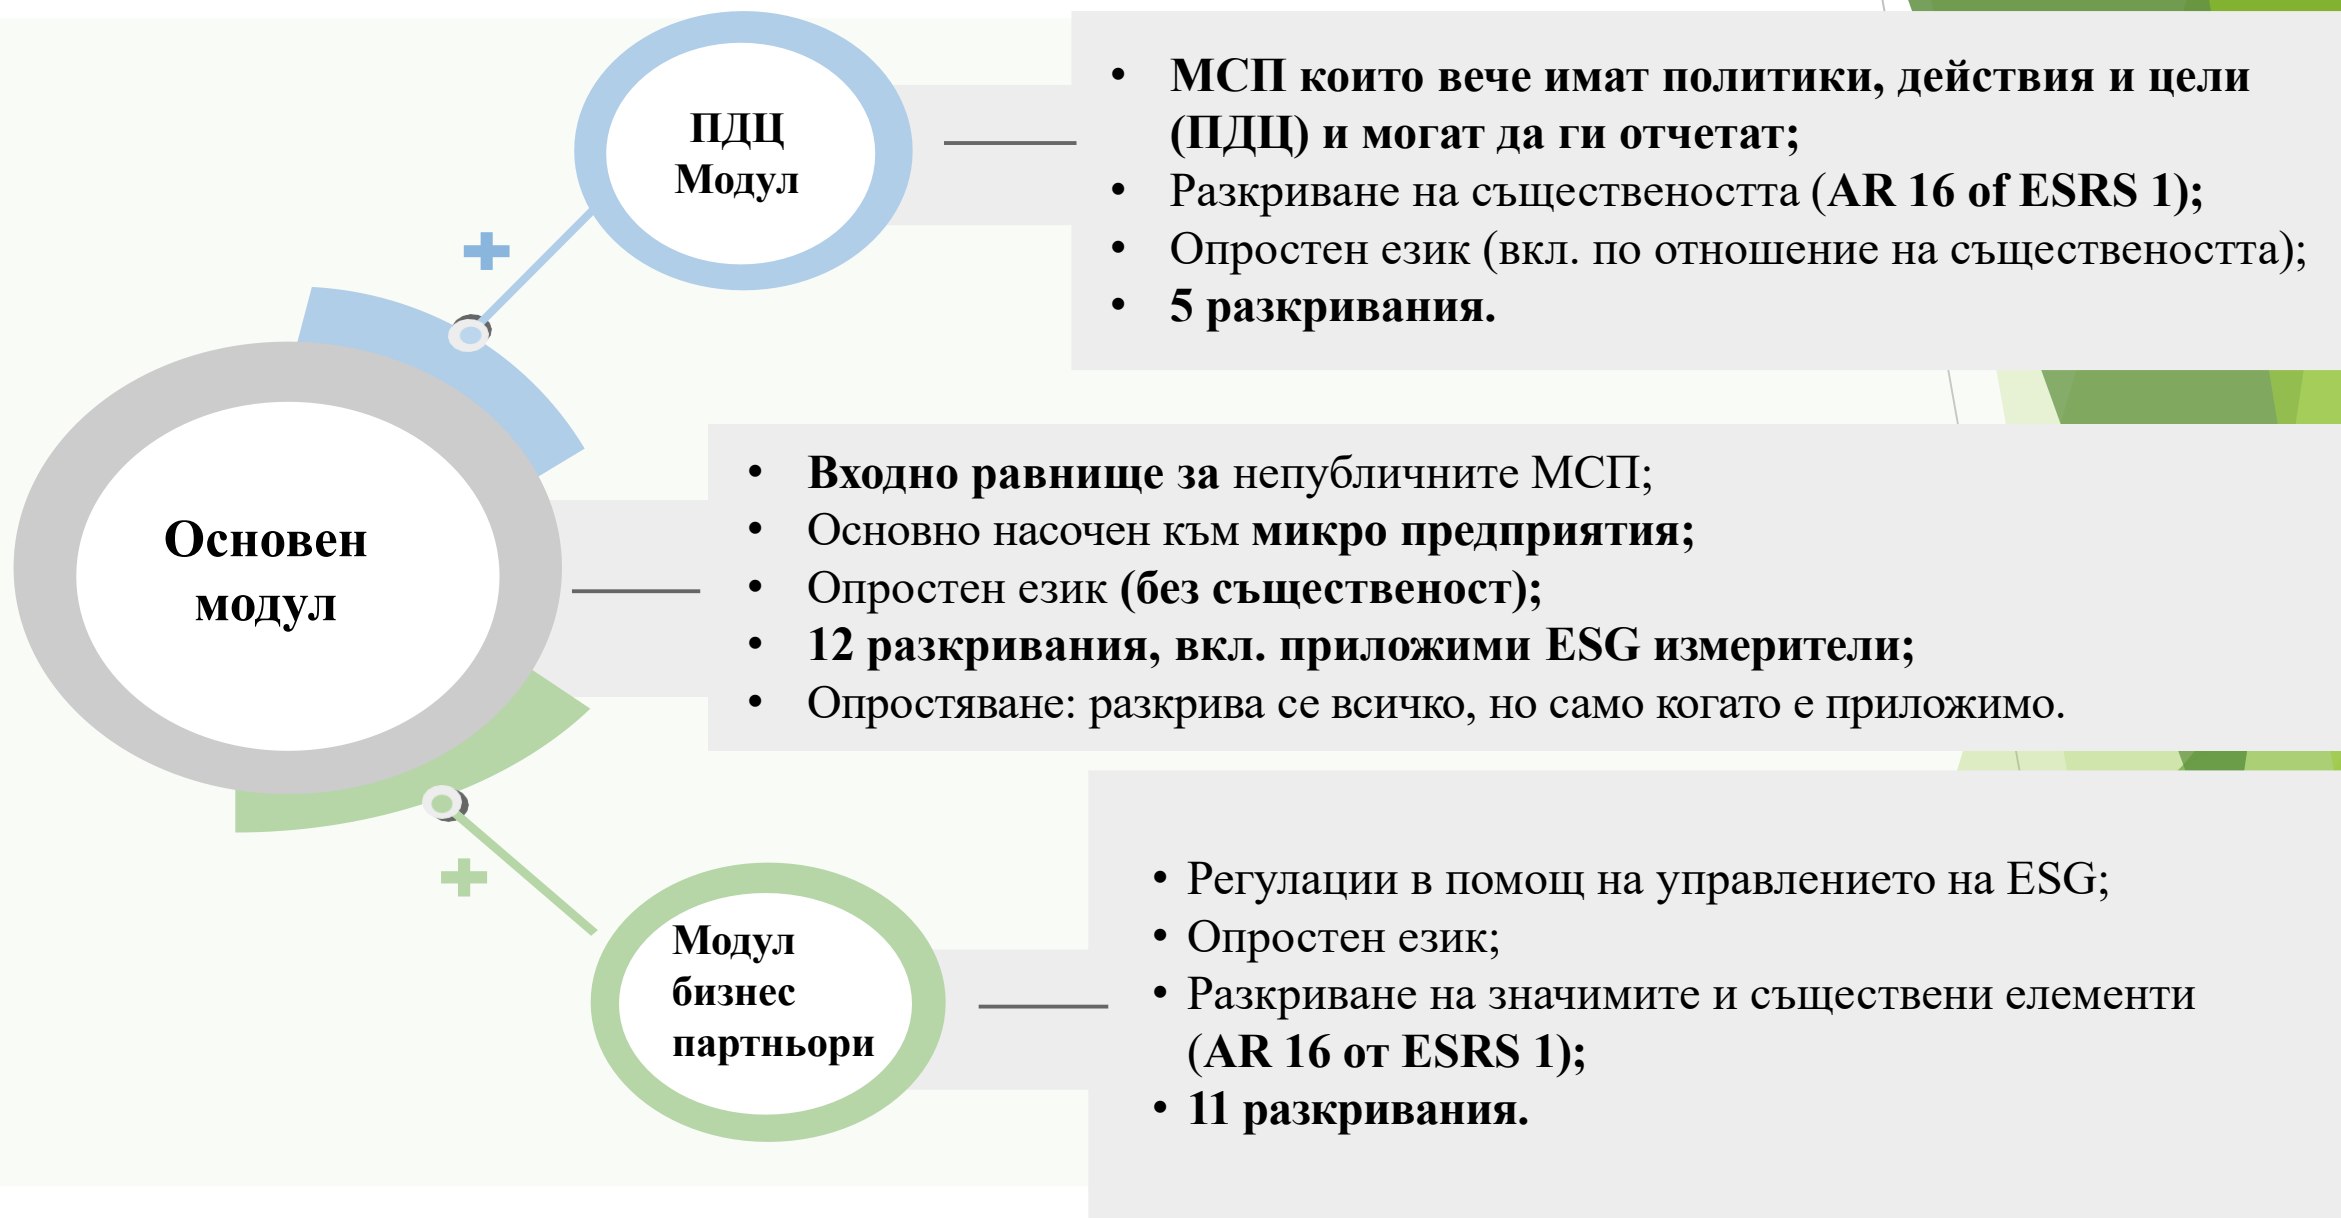 ПДЦ
Модул
• МСП които вече имат политики, действия и цели
(ПДЦ) и могат да ги отчетат;
• Разкриване на съществеността (AR 16 of ESRS 1);
• Опростен език (вкл. по отношение на съществеността);
• 5 разкривания.
Основен
модул
• Входно равнище за непубличните МСП;
• Основно насочен към микро предприятия;
• Опростен език (без същественост);
• 12 разкривания, вкл. приложими ESG измерители;
• Опростяване: разкрива се всичко, но само когато е приложимо.
Модул
бизнес
партньори
• Регулации в помощ на управлението на ESG;
• Опростен език;
• Разкриване на значимите и съществени елементи
(AR 16 от ESRS 1);
• 11 разкривания.